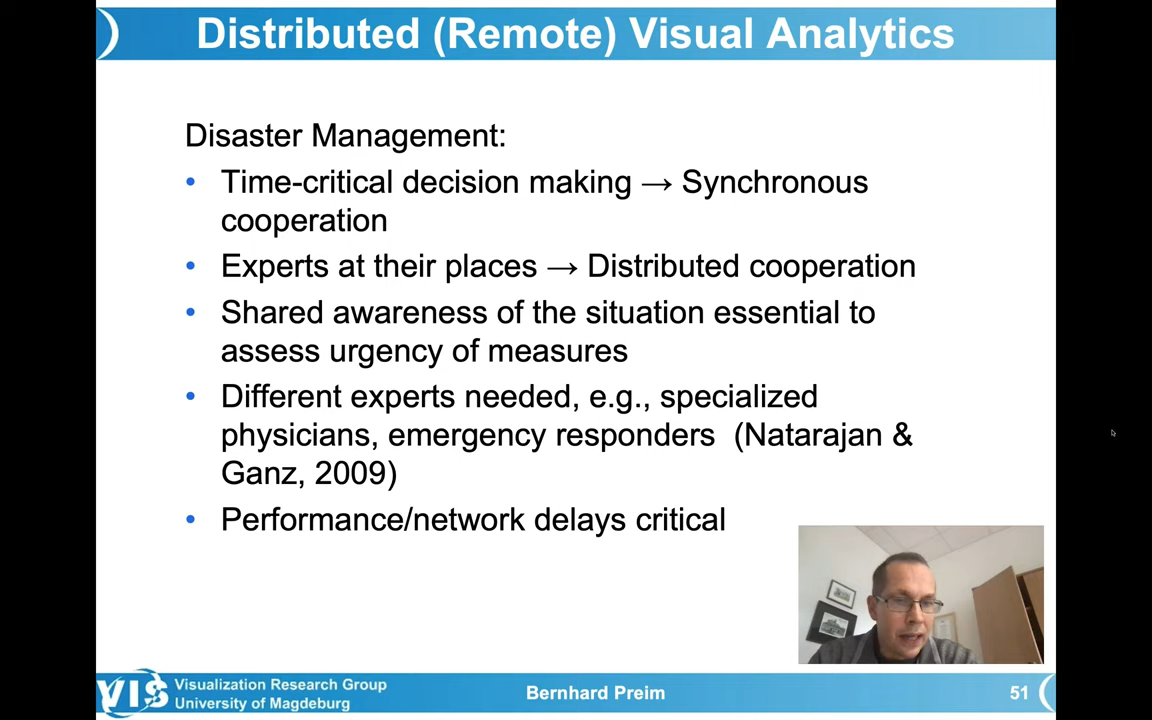 Distributed (Remote) Visual Analytics
Disaster Management:
• Time-critical decision making → Synchronous
cooperation
• Experts at their places → Distributed cooperation
• Shared awareness of the situation essential to
assess urgency of measures
• Different experts needed, e.g., specialized
physicians, emergency responders (Natarajan &
Ganz, 2009)
• Performance/network delays critical
VIS
Visualization Research Group
University of Magdeburg
Bernhard Preim
51